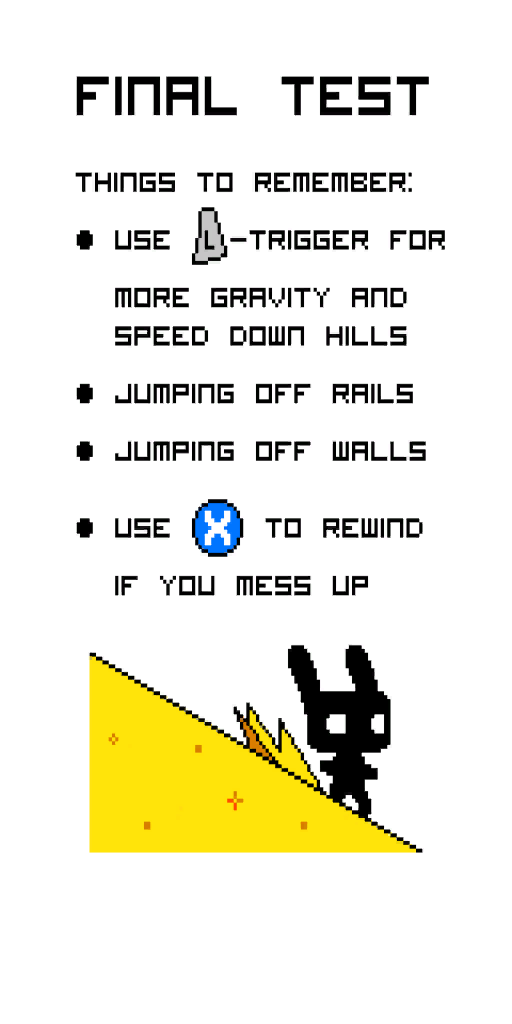 FINAL TEST
THINGS TO REMEMBER:
• USE L-TRIGGER FOR
MORE GRAVITY AND
SPEED DOWN HILLS
• JUMPING OFF RAILS
• JUMPING OFF WALLS
• USE X TO REWIND
IF YOU MESS UP